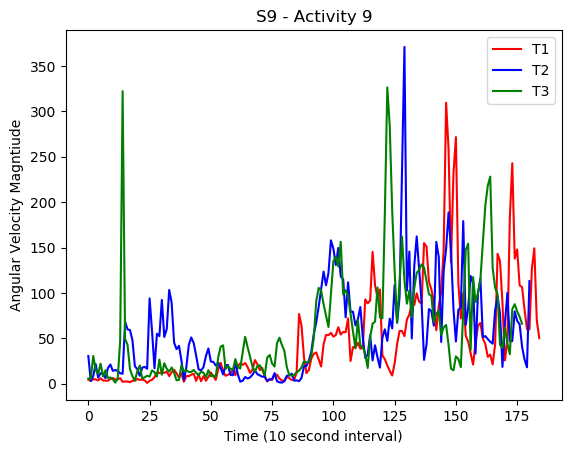 S9 - Activity 9
T1
T2
T3
Angular Velocity Magntiude
350
300
250
200
150
100
50
0
0 25 50 75 100 125 150 175
Time (10 second interval)